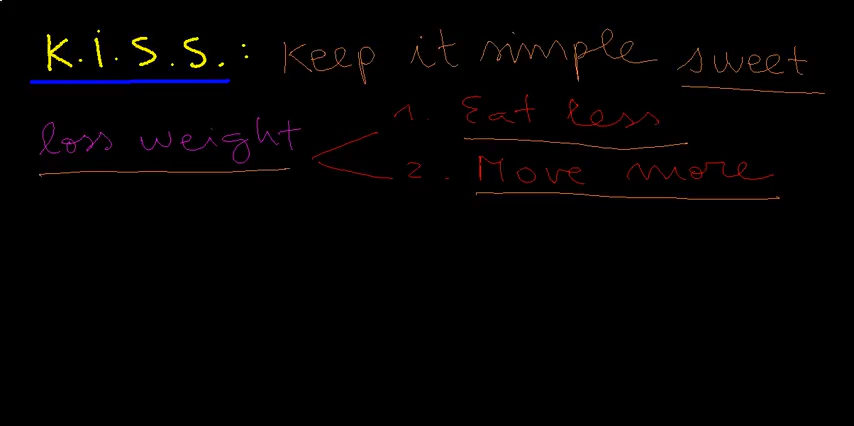 K.I.S.S.: Keep it simple sweet
loss weight
1. Eat less
2. Move more